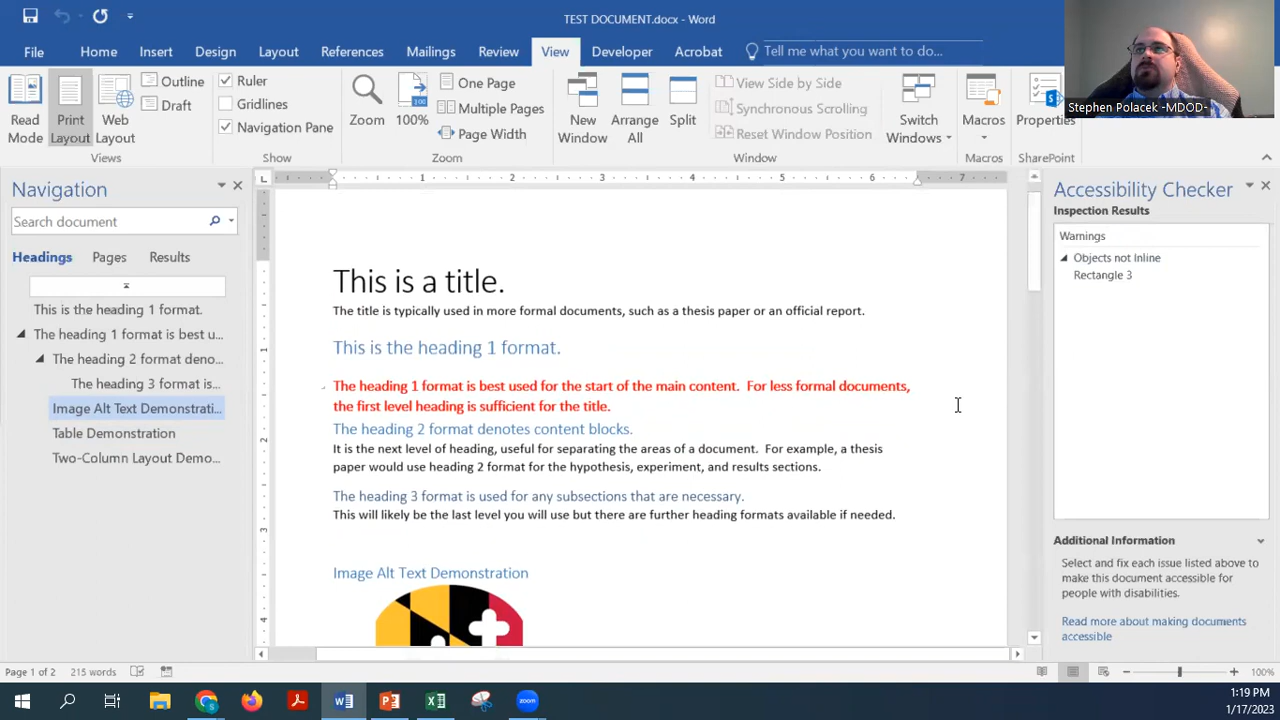 TEST DOCUMENT.docx - Word
File Home Insert Design Layout References Mailings Review View Developer Acrobat Tell me what you want to do...
Stephen Polacek -MDOD-
Read Mode
Print Layout
Web Layout
Outline
Draft
Views
Ruler
Gridlines
Navigation Pane
Show
Zoom
100
100%
One Page
Multiple Pages
Page Width
Zoom
New Window
Arrange All
Split
View Side by Side
Synchronous Scrolling
Reset Window Position
Window
Switch Windows
Macros
Macros
Properties
SharePoint
Navigation
Search document
Headings Pages Results
This is the heading 1 format.
The heading 1 format is best u...
The heading 2 format deno...
The heading 3 format is...
Image Alt Text Demonstrati...
Table Demonstration
Two-Column Layout Demo...
1 2 3 4 5 6 7
1
2
3
4
This is a title.
The title is typically used in more formal documents, such as a thesis paper or an official report.
This is the heading 1 format.
The heading 1 format is best used for the start of the main content. For less formal documents,
the first level heading is sufficient for the title.
The heading 2 format denotes content blocks.
It is the next level of heading, useful for separating the areas of a document. For example, a thesis
paper would use heading 2 format for the hypothesis, experiment, and results sections.
The heading 3 format is used for any subsections that are necessary.
This will likely be the last level you will use but there are further heading formats available if needed.
Image Alt Text Demonstration
Accessibility Checker
Inspection Results
Warnings
Objects not Inline
Rectangle 3
Additional Information
Select and fix each issue listed above to
make this document accessible for
people with disabilities.
Read more about making documents
accessible
Page 1 of 2 215 words
100%
zoom
1:19 PM
1/17/2023